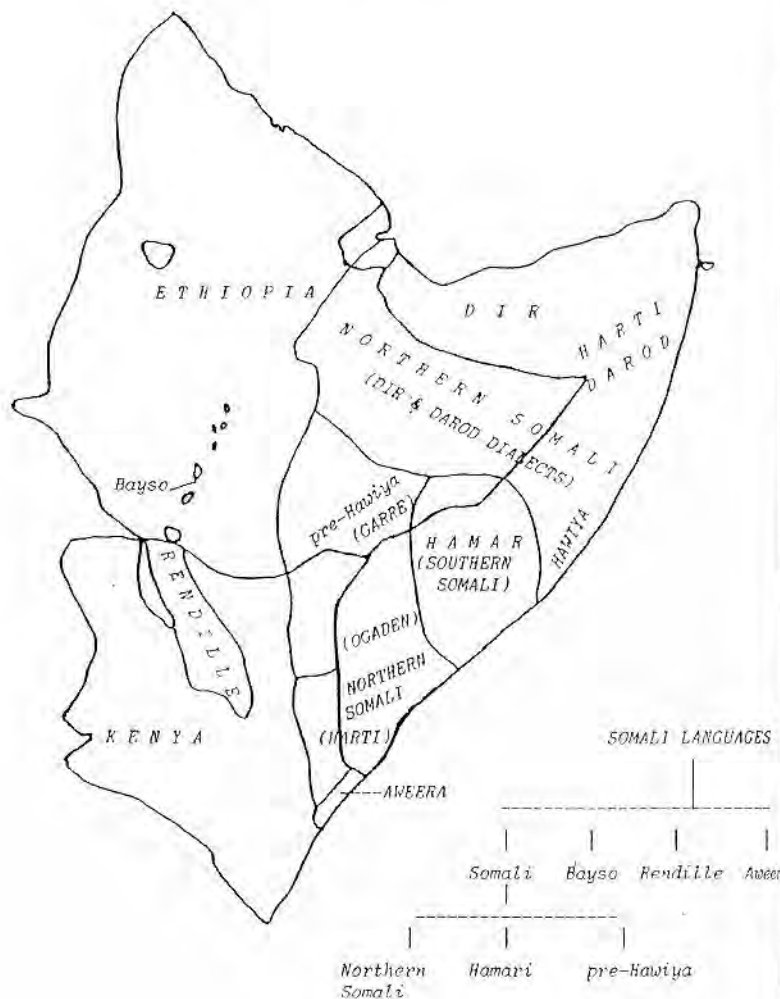 ETHIOPIA
DIR
HARTI
DAROD
NORTHERN SOMALI
(DIR & DAROD DIALECTS)
Bayso
pre-Hawiya
(GARRE)
HAMAR
(SOUTHERN
SOMALI)
HAWIYA
RENDILLE
(OGADEN)
NORTHERN
SOMALI
KENYA
(HARTI)
AWEERA
SOMALI LANGUAGES
Somali Bayso Rendille Aweer
Northern Hamari pre-Hawiya
Somali